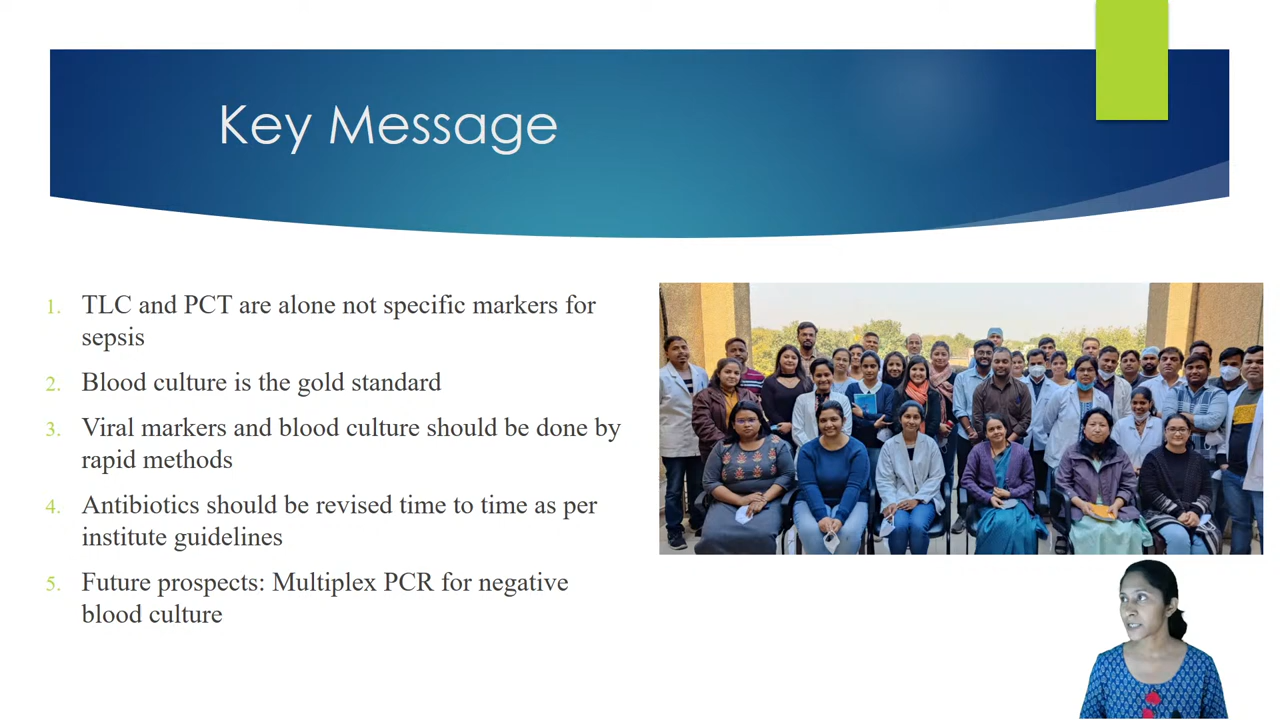 Key Message
1. TLC and PCT are alone not specific markers for
sepsis
2. Blood culture is the gold standard
3. Viral markers and blood culture should be done by
rapid methods
4. Antibiotics should be revised time to time as per
institute guidelines
5. Future prospects: Multiplex PCR for negative
blood culture